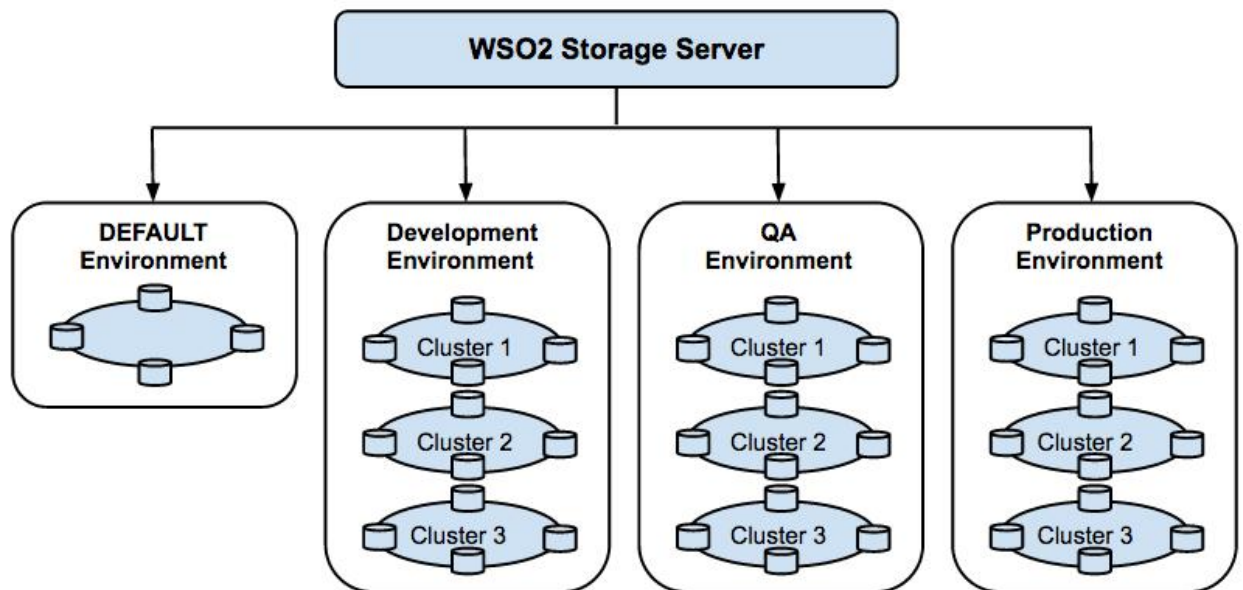 WSO2 Storage Server
DEFAULT
Environment
Development
Environment
Cluster 1
Cluster 2
Cluster 3
QA
Environment
Cluster 1
Cluster 2
Cluster 3
Production
Environment
Cluster 1
Cluster 2
Cluster 3